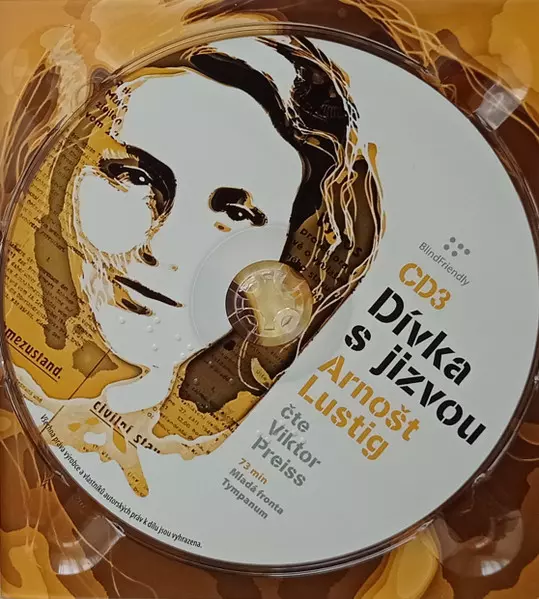 BlindFriendly
CD3
Dívka
s jizvou
Arnošt
Lustig
čte
Viktor
Preiss
73 min
Mladá fronta
Tympanum
mezustand.
civilní
Všechna práva výrobce a vlastníků autorských práv k dílu jsou vyhrazena.